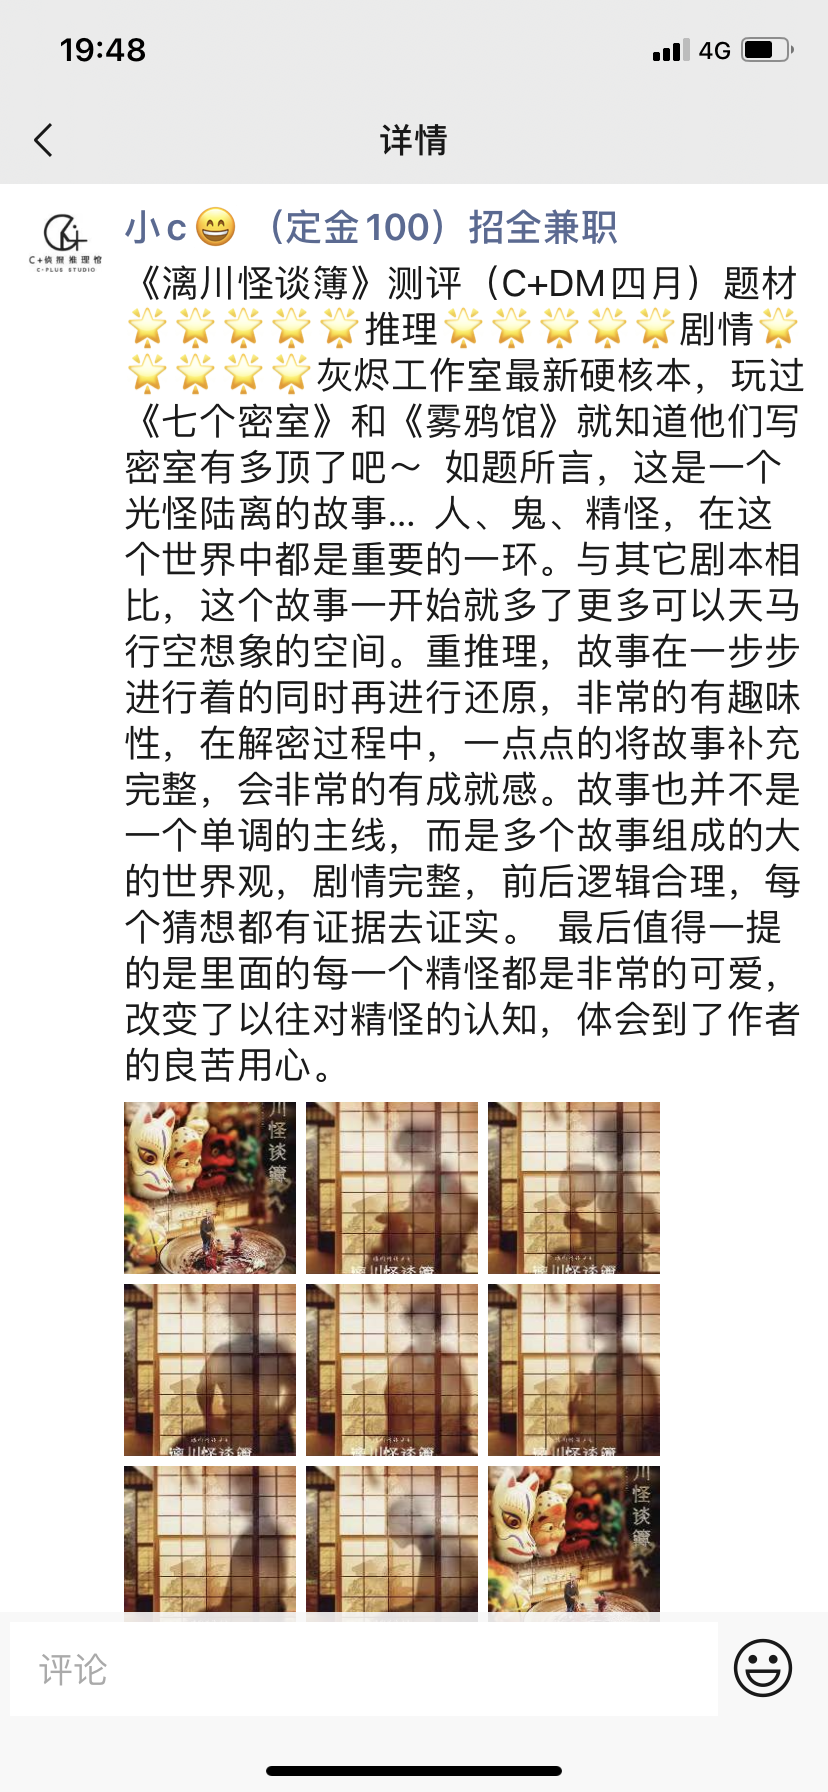 19:48
4G
详情
C+侦探推理馆
C-PLUS STUDIO
小c😄 （定金100）招全兼职
《漓川怪谈簿》测评（C+DM四月）题材
🌟🌟🌟🌟🌟推理🌟🌟🌟🌟🌟剧情🌟
🌟🌟🌟🌟灰烬工作室最新硬核本，玩过
《七个密室》和《雾鸦馆》就知道他们写
密室有多顶了吧～ 如题所言，这是一个
光怪陆离的故事... 人、鬼、精怪，在这
个世界中都是重要的一环。与其它剧本相
比，这个故事一开始就多了更多可以天马
行空想象的空间。重推理，故事在一步步
进行着的同时再进行还原，非常的有趣味
性，在解密过程中，一点点的将故事补充
完整，会非常的有成就感。故事也并不是
一个单调的主线，而是多个故事组成的大
的世界观，剧情完整，前后逻辑合理，每
个猜想都有证据去证实。 最后值得一提
的是里面的每一个精怪都是非常的可爱，
改变了以往对精怪的认知，体会到了作者
的良苦用心。
川怪谈簿
漓川怪谈簿
漓川怪谈簿
漓川怪谈簿
漓川怪谈簿
漓川怪谈簿
川怪谈簿
评论